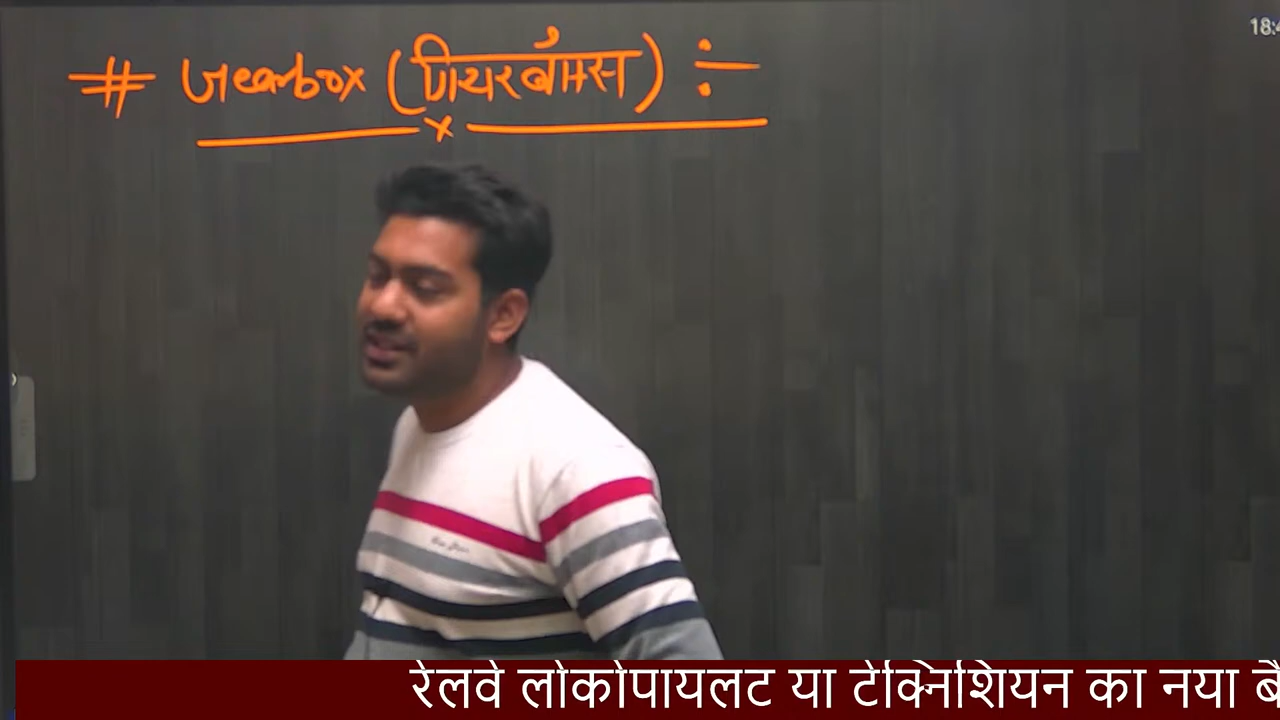 # Gearbox (गियरबॉक्स) :-
18:4
रेलवे लोकोपायलट या टेक्निशियन का नया बै